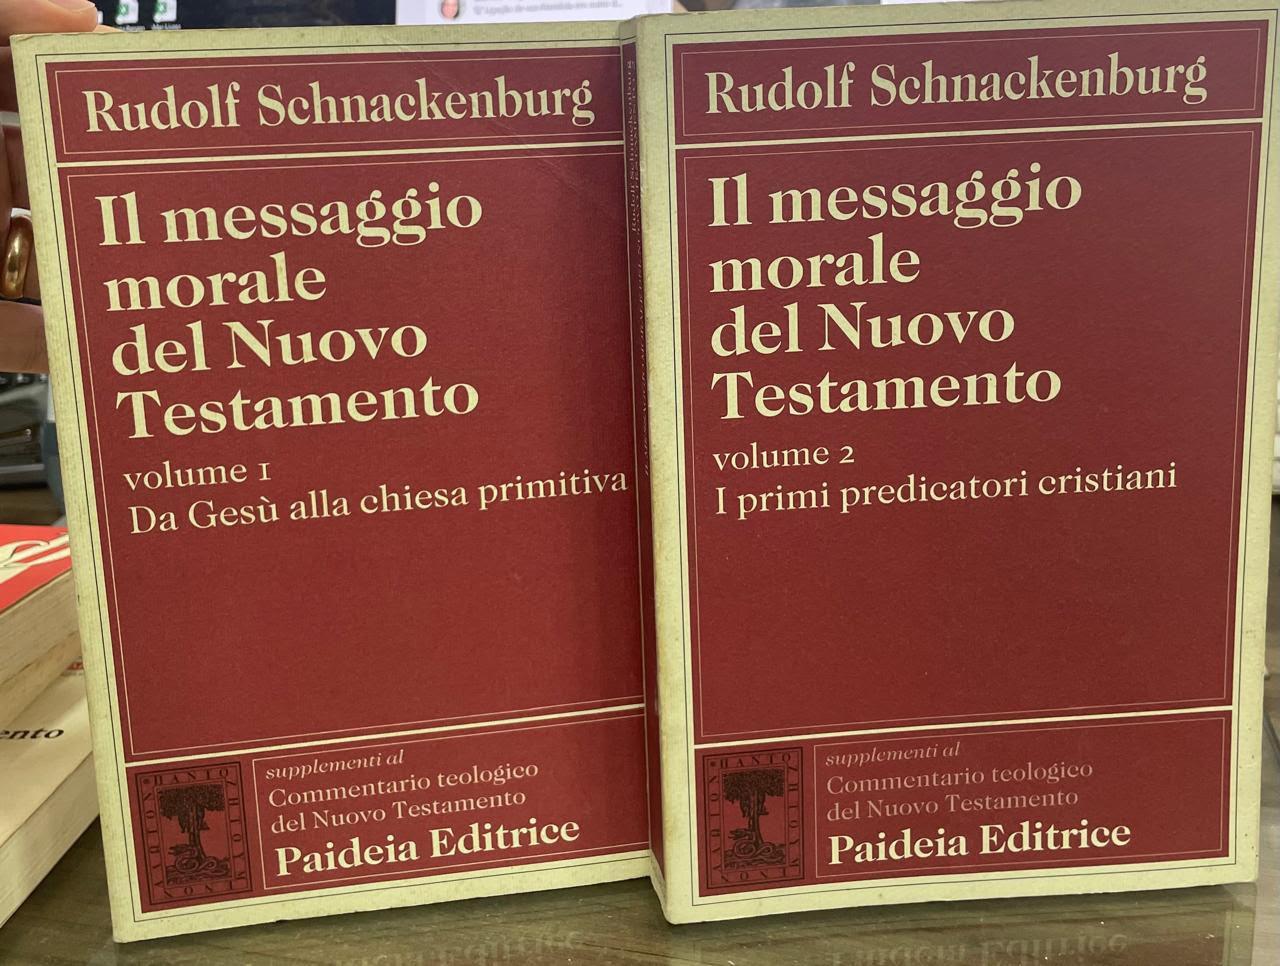 Rudolf Schnackenburg
Il messaggio
morale
del Nuovo
Testamento
volume 1
Da Gesù alla chiesa primitiva
supplementi al
Commentario teologico
del Nuovo Testamento
Paideia Editrice
Rudolf Schnackenburg
Il messaggio
morale
del Nuovo
Testamento
volume 2
I primi predicatori cristiani
supplementi al
Commentario teologico
del Nuovo Testamento
Paideia Editrice
ento